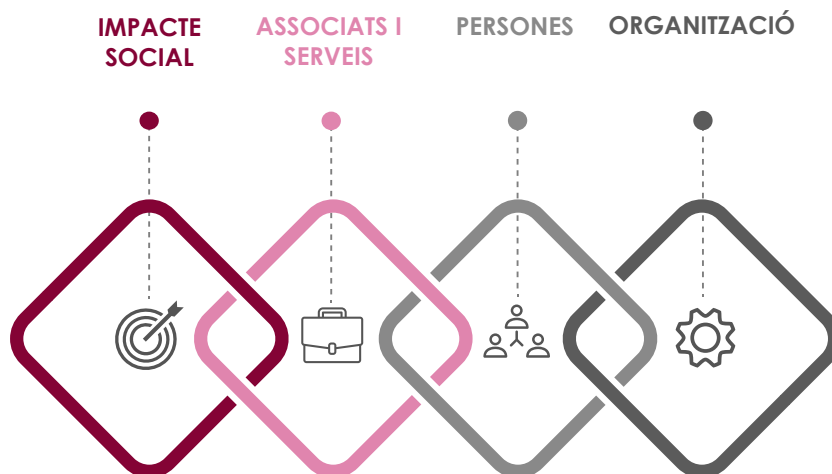 IMPACTE
SOCIAL
ASSOCIATS I
SERVEIS
PERSONES
ORGANITZACIÓ